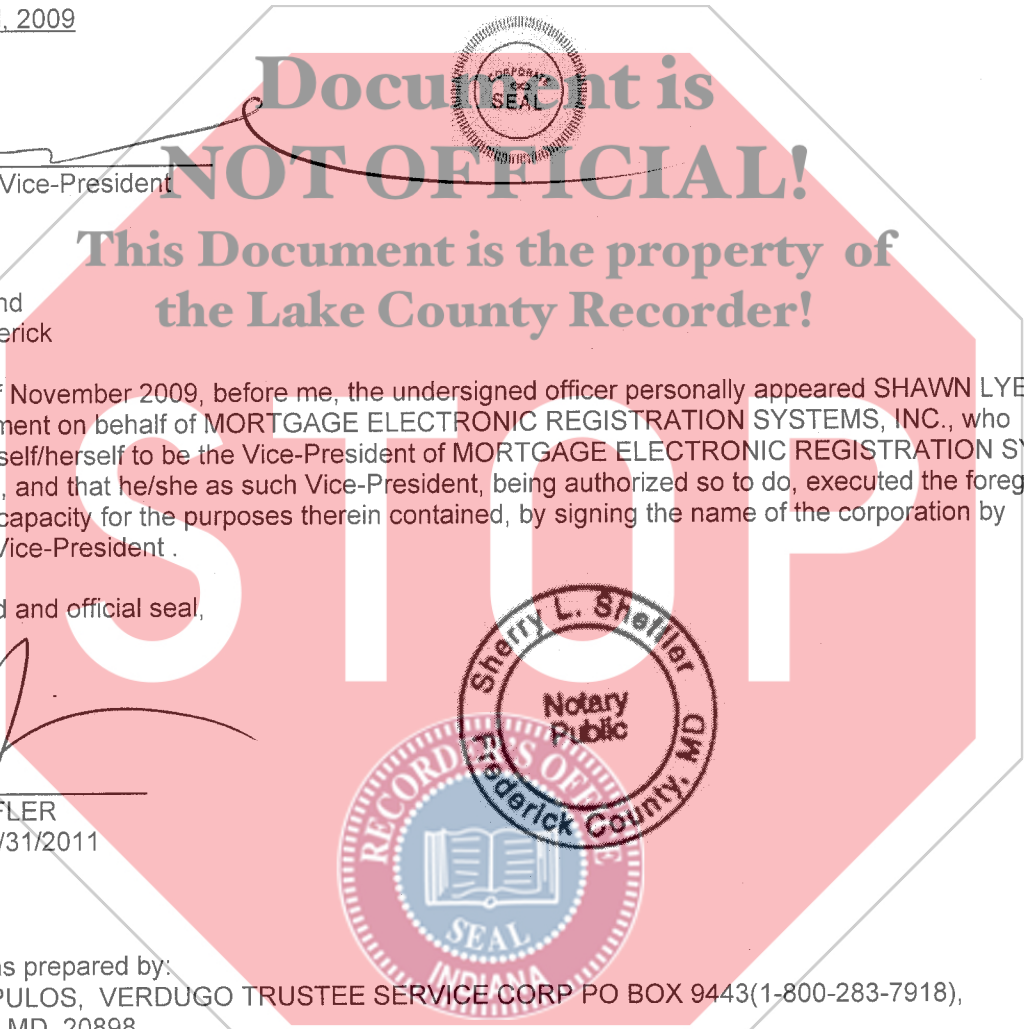 , 2009
CORPORATE
SEAL
Document is
NOT OFFICIAL!
Vice-President
This Document is the property of
the Lake County Recorder!
nd
erick
f November 2009, before me, the undersigned officer personally appeared SHAWN LYE
ment on behalf of MORTGAGE ELECTRONIC REGISTRATION SYSTEMS, INC., who
self/herself to be the Vice-President of MORTGAGE ELECTRONIC REGISTRATION SY
, and that he/she as such Vice-President, being authorized so to do, executed the foreg
capacity for the purposes therein contained, by signing the name of the corporation by
Vice-President .
STOP
d and official seal,
Sherry L. Sheffler
Notary
Public
Frederick County, MD
FLER
/31/2011
RECORDER'S OFFICE
SEAL
INDIANA
s prepared by:
PULOS, VERDUGO TRUSTEE SERVICE CORP PO BOX 9443(1-800-283-7918),
MD 20898